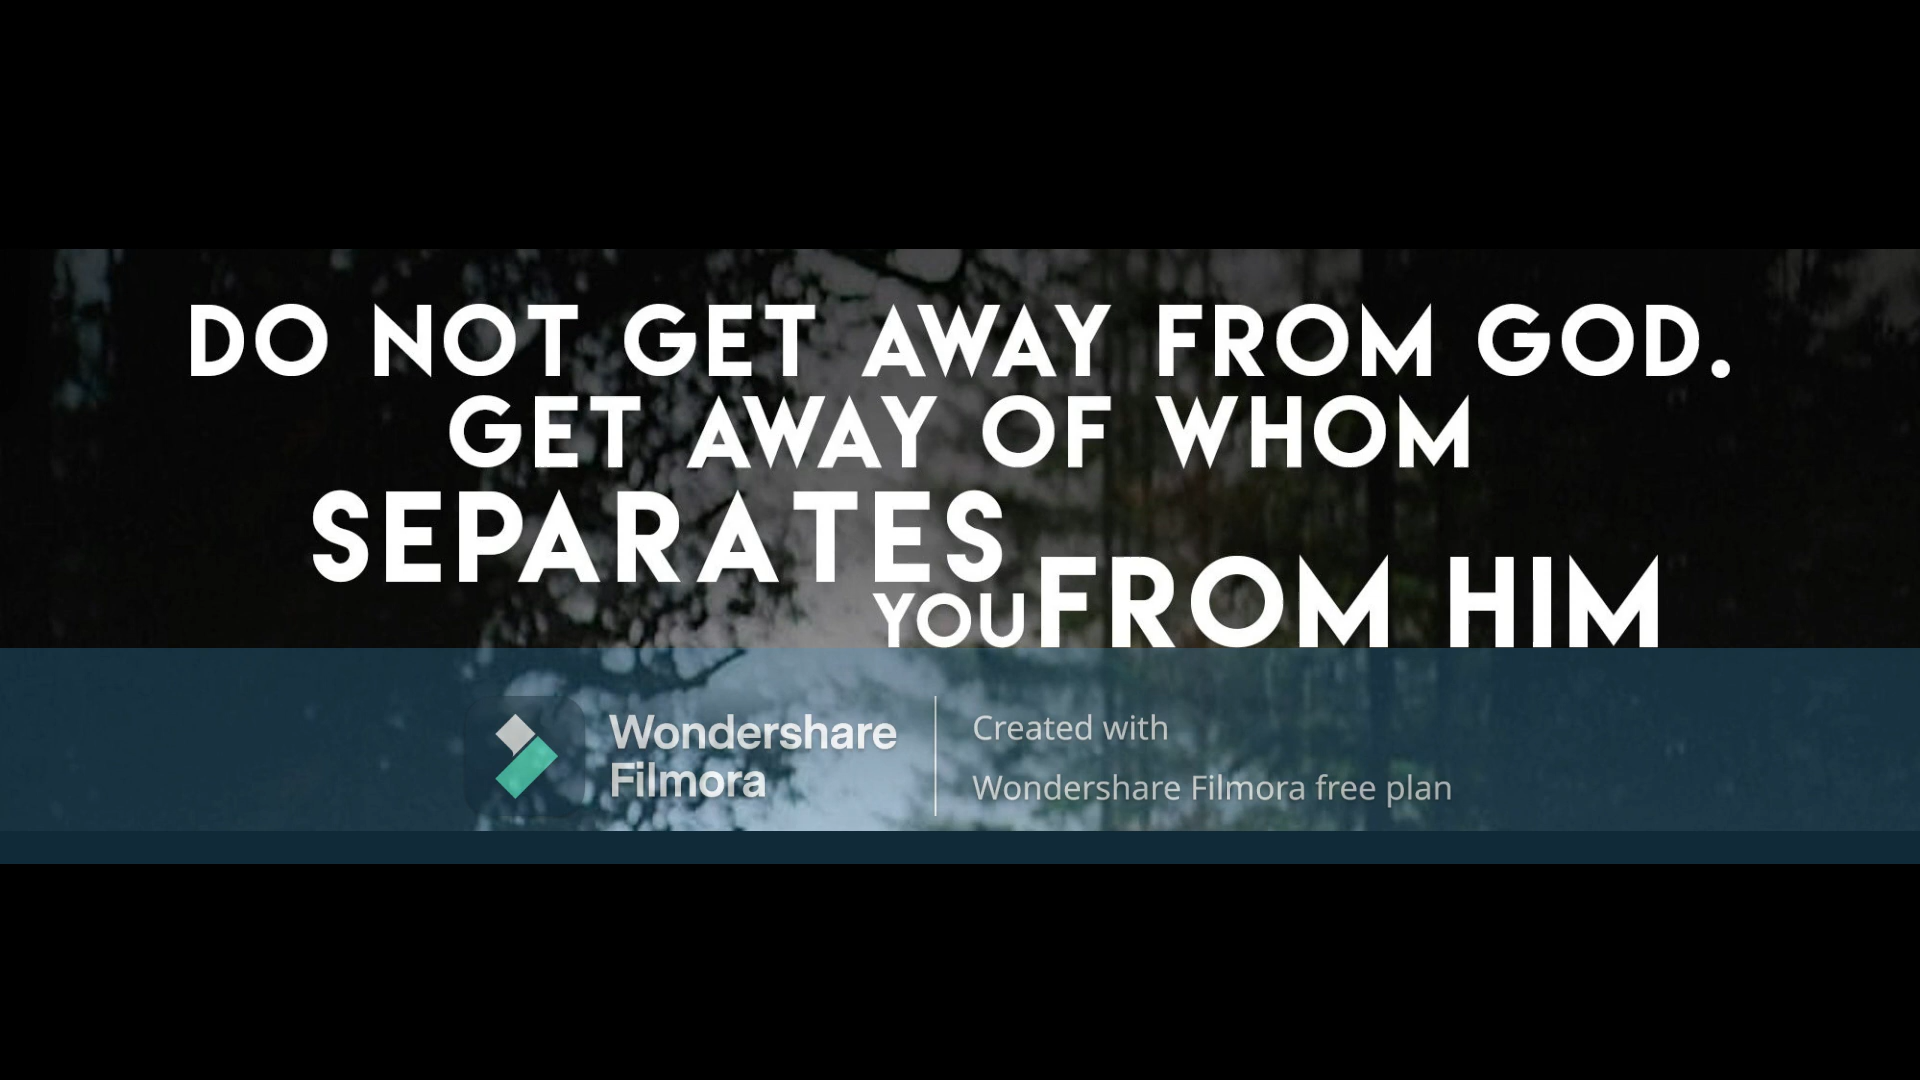 DO NOT GET AWAY FROM GOD.
GET AWAY OF WHOM
SEPARATES
YOU FROM HIM
Wondershare
Filmora
Created with
Wondershare Filmora free plan